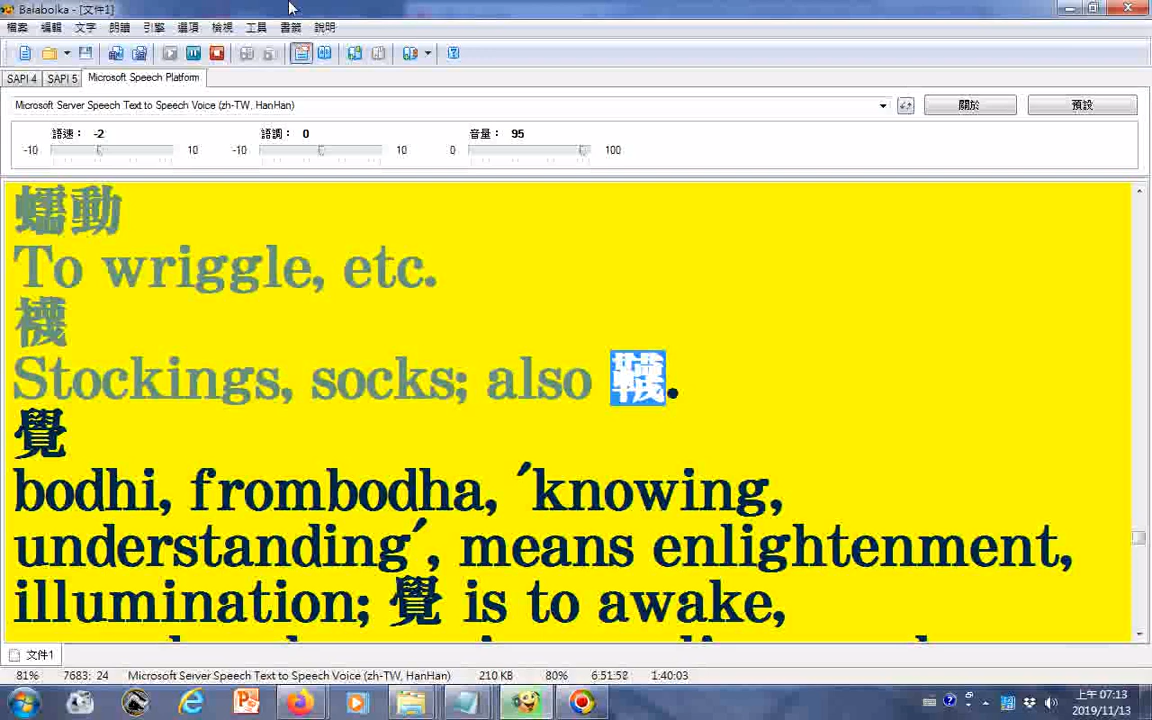 Balabolka - [文件1]
檔案 編輯 文字 朗讀 引擎 選項 檢視 工具 書籤 說明
SAPI 4 SAPI 5 Microsoft Speech Platform
Microsoft Server Speech Text to Speech Voice (zh-TW, HanHan) 關於 預設
語速： -2 語調： 0 音量： 95
-10 10 -10 10 0 100
蠕動
To wriggle, etc.
襪
Stockings, socks; also 韈.
覺
bodhi, frombodha, 'knowing,
understanding', means enlightenment,
illumination; 覺 is to awake,
文件1
81% 7683: 24 Microsoft Server Speech Text to Speech Voice (zh-TW, HanHan) 210 KB 80% 6:51:52 1:40:03
上午 07:13
2019/11/13